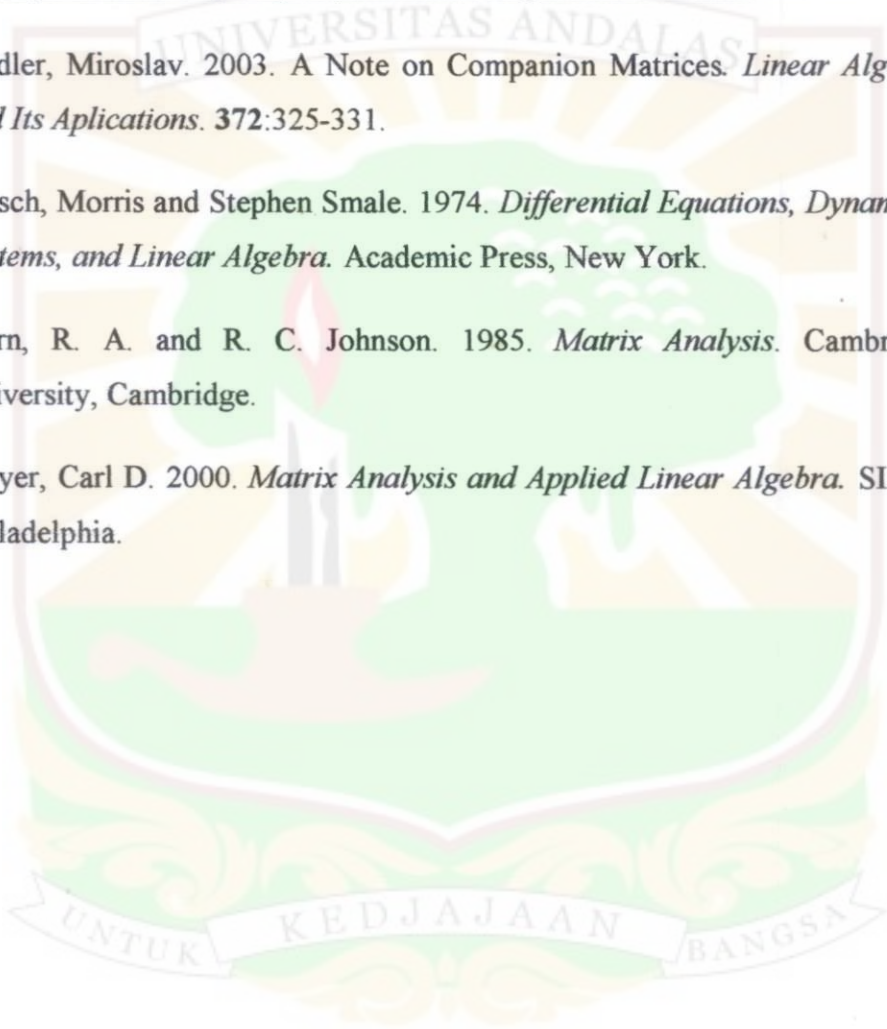 UNIVERSITAS ANDALAS
dler, Miroslav. 2003. A Note on Companion Matrices. Linear Alg
l Its Aplications. 372:325-331.
sch, Morris and Stephen Smale. 1974. Differential Equations, Dynan
tems, and Linear Algebra. Academic Press, New York.
rn, R. A. and R. C. Johnson. 1985. Matrix Analysis. Cambr
iversity, Cambridge.
yer, Carl D. 2000. Matrix Analysis and Applied Linear Algebra. SI
ladelphia.
UNTUK KEDJAJAAN BANGSA